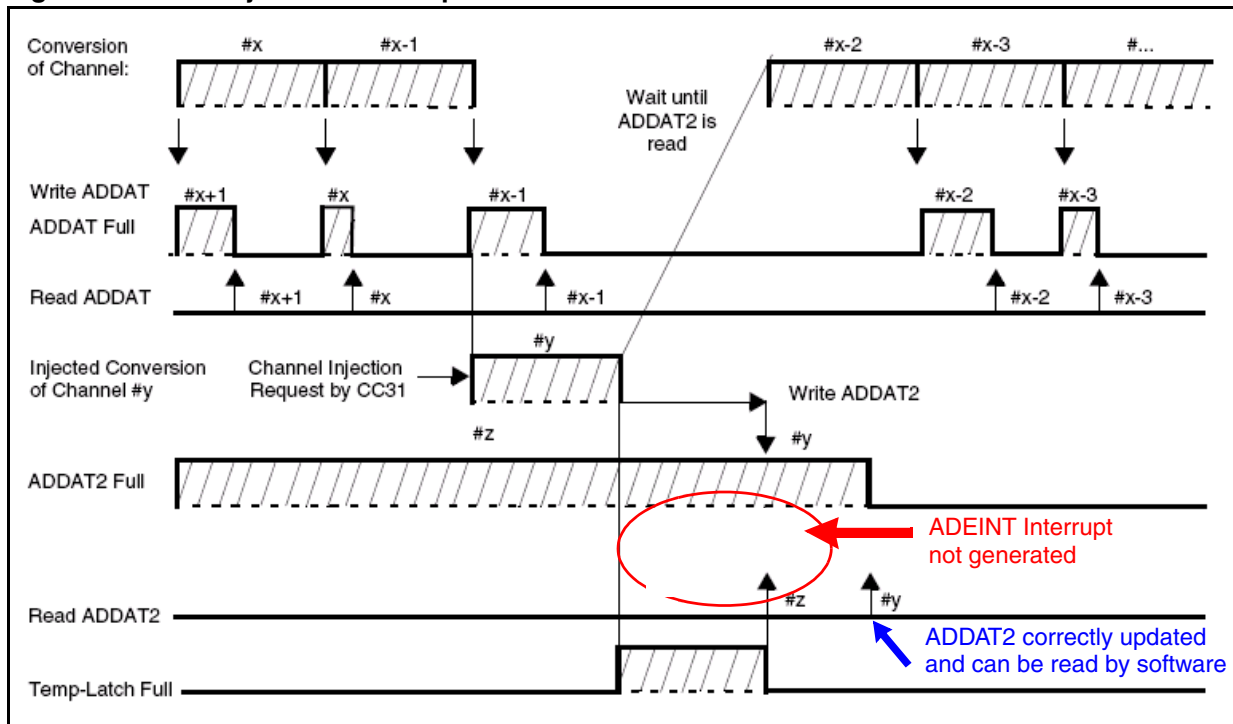 Conversion
of Channel:
#x
#x-1
#x-2
#x-3
#...
Wait until
ADDAT2 is
read
Write ADDAT
ADDAT Full
#x+1
#x
#x-1
#x-2
#x-3
Read ADDAT
#x+1
#x
#x-1
#x-2
#x-3
Injected Conversion
of Channel #y
Channel Injection
Request by CC31
#y
Write ADDAT2
#z
#y
ADDAT2 Full
ADEINT Interrupt
not generated
Read ADDAT2
#z
#y
ADDAT2 correctly updated
and can be read by software
Temp-Latch Full